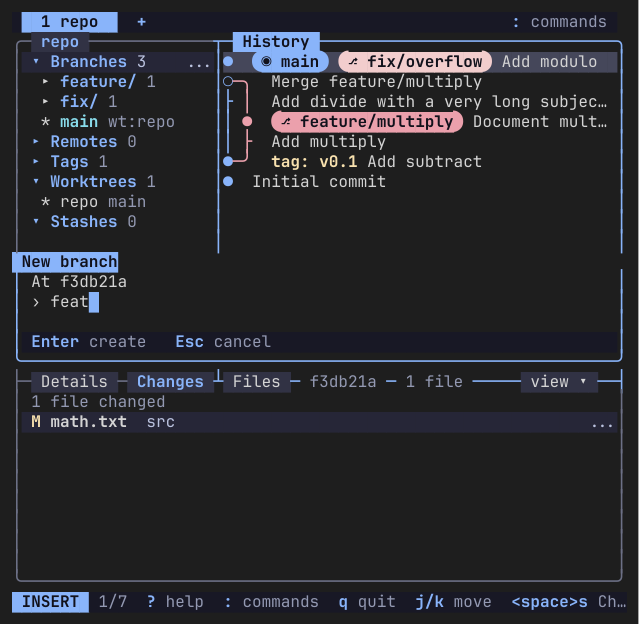 1 repo + : commands
repo
Branches 3 ...
feature/ 1
fix/ 1
* main wt:repo
Remotes 0
Tags 1
Worktrees 1
* repo main
Stashes 0
History
main fix/overflow Add modulo
Merge feature/multiply
Add divide with a very long subjec…
feature/multiply Document mult…
Add multiply
tag: v0.1 Add subtract
Initial commit
New branch
At f3db21a
› feat
Enter create Esc cancel
Details Changes Files f3db21a 1 file view
1 file changed
M math.txt src ...
INSERT 1/7 ? help : commands q quit j/k move <space>s Ch…